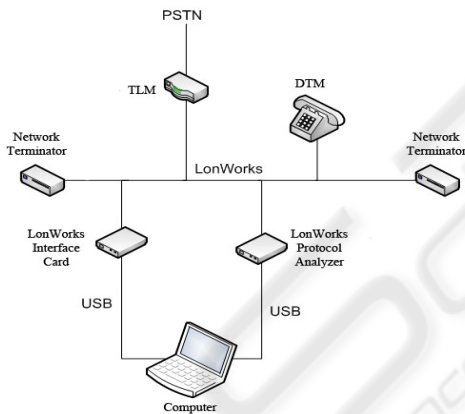 PSTN
TLM
DTM
Network
Terminator
Network
Terminator
LonWorks
LonWorks
Interface
Card
LonWorks
Protocol
Analyzer
USB
USB
Computer